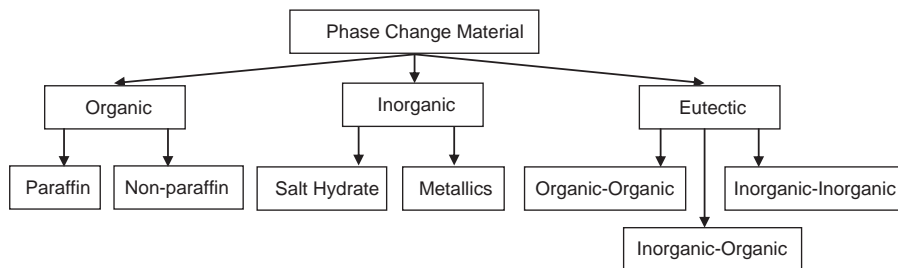 Phase Change Material
Organic
Inorganic
Eutectic
Paraffin
Non-paraffin
Salt Hydrate
Metallics
Organic-Organic
Inorganic-Inorganic
Inorganic-Organic